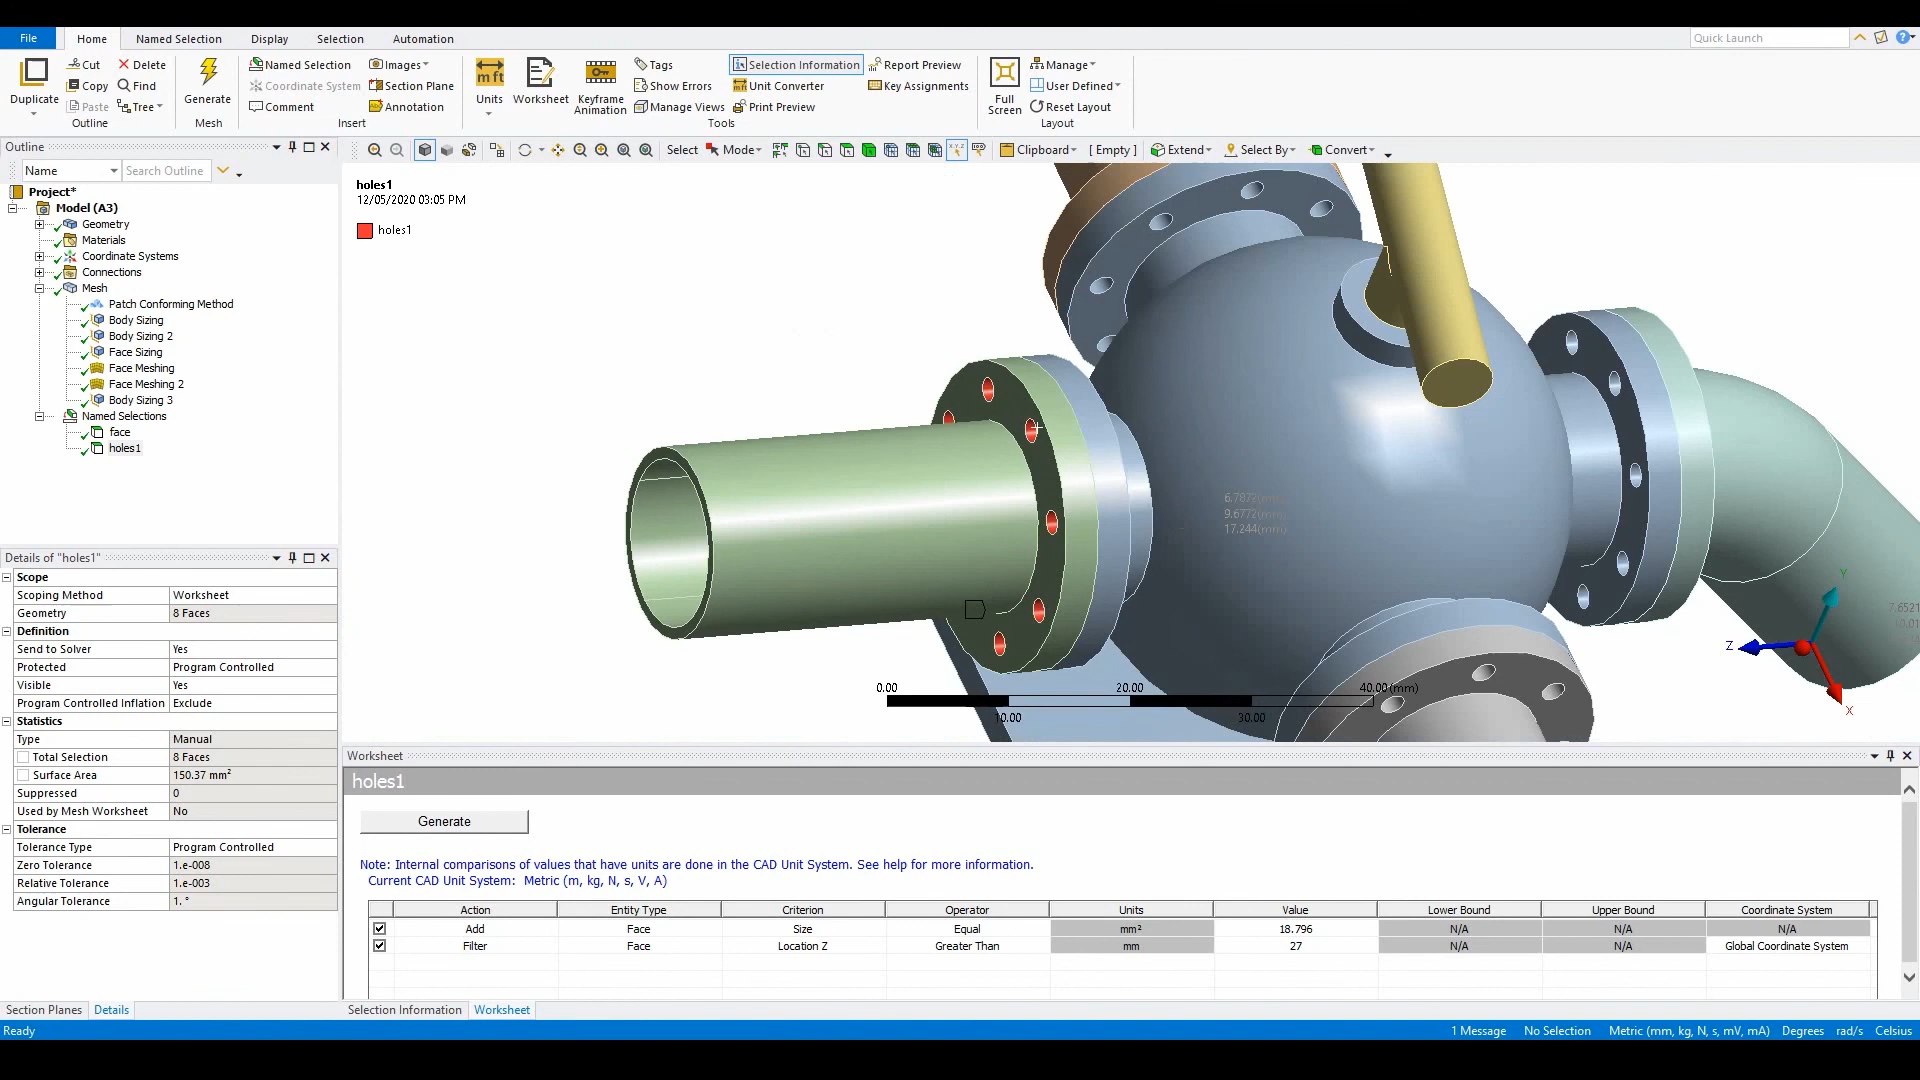 File Home Named Selection Display Selection Automation Quick Launch
Duplicate Cut Copy Paste Delete Find Tree
Outline
Generate
Mesh
Named Selection Coordinate System Comment Images Section Plane Annotation
Insert
Units Worksheet Keyframe Animation Tags Show Errors Manage Views Selection Information Unit Converter Print Preview Report Preview Key Assignments
Tools
Full Screen Manage User Defined Reset Layout
Layout
Outline
Name Search Outline
Project*
Model (A3)
Geometry
Materials
Coordinate Systems
Connections
Mesh
Patch Conforming Method
Body Sizing
Body Sizing 2
Face Sizing
Face Meshing
Face Meshing 2
Body Sizing 3
Named Selections
face
holes1
Select Mode Clipboard [ Empty ] Extend Select By Convert
holes1
12/05/2020 03:05 PM
holes1
6.7872(mm)
9.6772(mm)
17.244(mm)
7.6521
Y
Z
X
0.00 20.00 40.00 (mm)
10.00 30.00
Details of "holes1"
Scope
Scoping Method Worksheet
Geometry 8 Faces
Definition
Send to Solver Yes
Protected Program Controlled
Visible Yes
Program Controlled Inflation Exclude
Statistics
Type Manual
Total Selection 8 Faces
Surface Area 150.37 mm²
Suppressed 0
Used by Mesh Worksheet No
Tolerance
Tolerance Type Program Controlled
Zero Tolerance 1.e-008
Relative Tolerance 1.e-003
Angular Tolerance 1. °
Section Planes Details
Worksheet
holes1
Generate
Note: Internal comparisons of values that have units are done in the CAD Unit System. See help for more information.
Current CAD Unit System: Metric (m, kg, N, s, V, A)
Action Entity Type Criterion Operator Units Value Lower Bound Upper Bound Coordinate System
Add Face Size Equal mm² 18.796 N/A N/A N/A
Filter Face Location Z Greater Than mm 27 N/A N/A Global Coordinate System
Selection Information Worksheet
Ready 1 Message No Selection Metric (mm, kg, N, s, mV, mA) Degrees rad/s Celsius